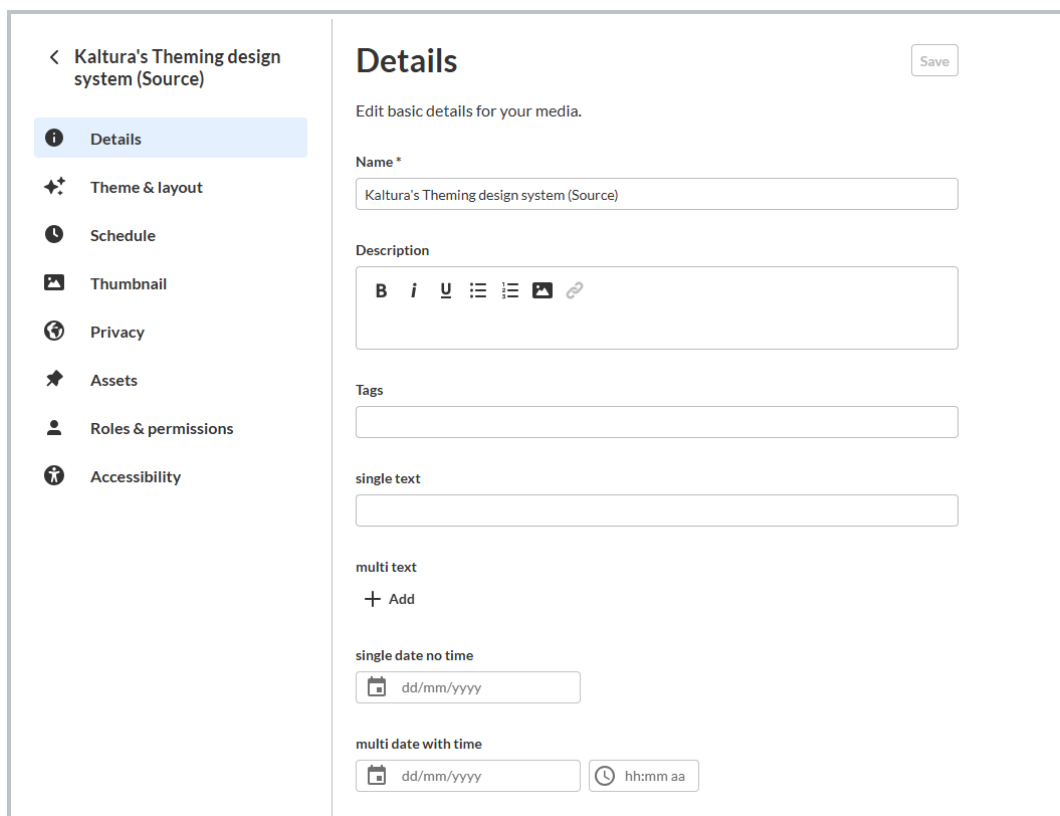 Kaltura's Theming design
system (Source)
Details
Theme & layout
Schedule
Thumbnail
Privacy
Assets
Roles & permissions
Accessibility
Details
Save
Edit basic details for your media.
Name *
Kaltura's Theming design system (Source)
Description
B i U
Tags
single text
multi text
Add
single date no time
dd/mm/yyyy
multi date with time
dd/mm/yyyy hh:mm aa